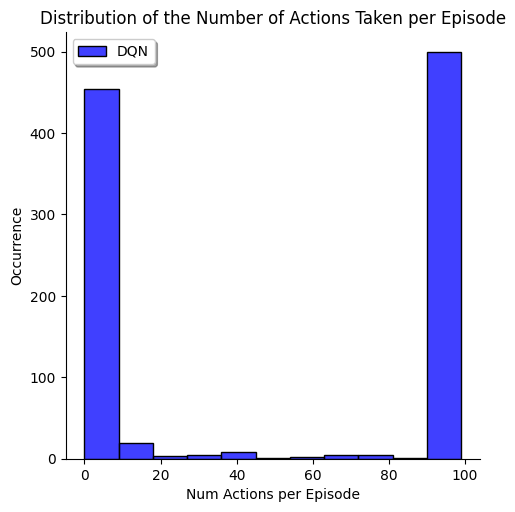 Distribution of the Number of Actions Taken per Episode
DQN
500
400
300
200
100
0
Occurrence
0 20 40 60 80 100
Num Actions per Episode